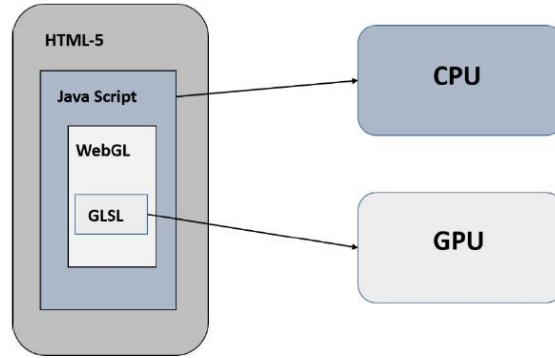 HTML-5
Java Script
WebGL
GLSL
CPU
GPU